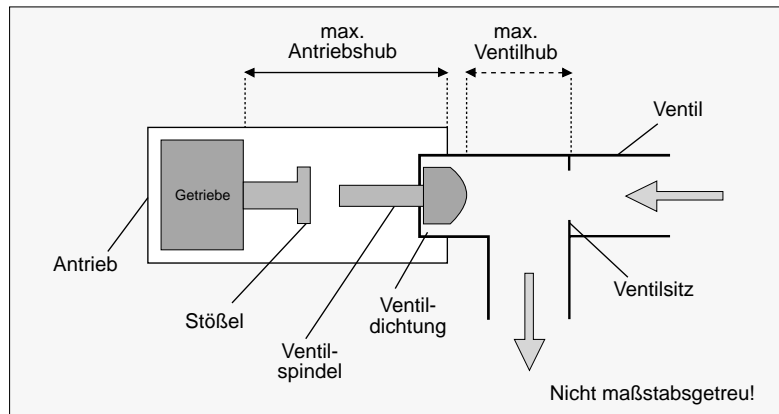 max.
Antriebshub
max.
Ventilhub
Ventil
Getriebe
Antrieb
Stößel
Ventil-
spindel
Ventil-
dichtung
Ventilsitz
Nicht maßstabsgetreu!